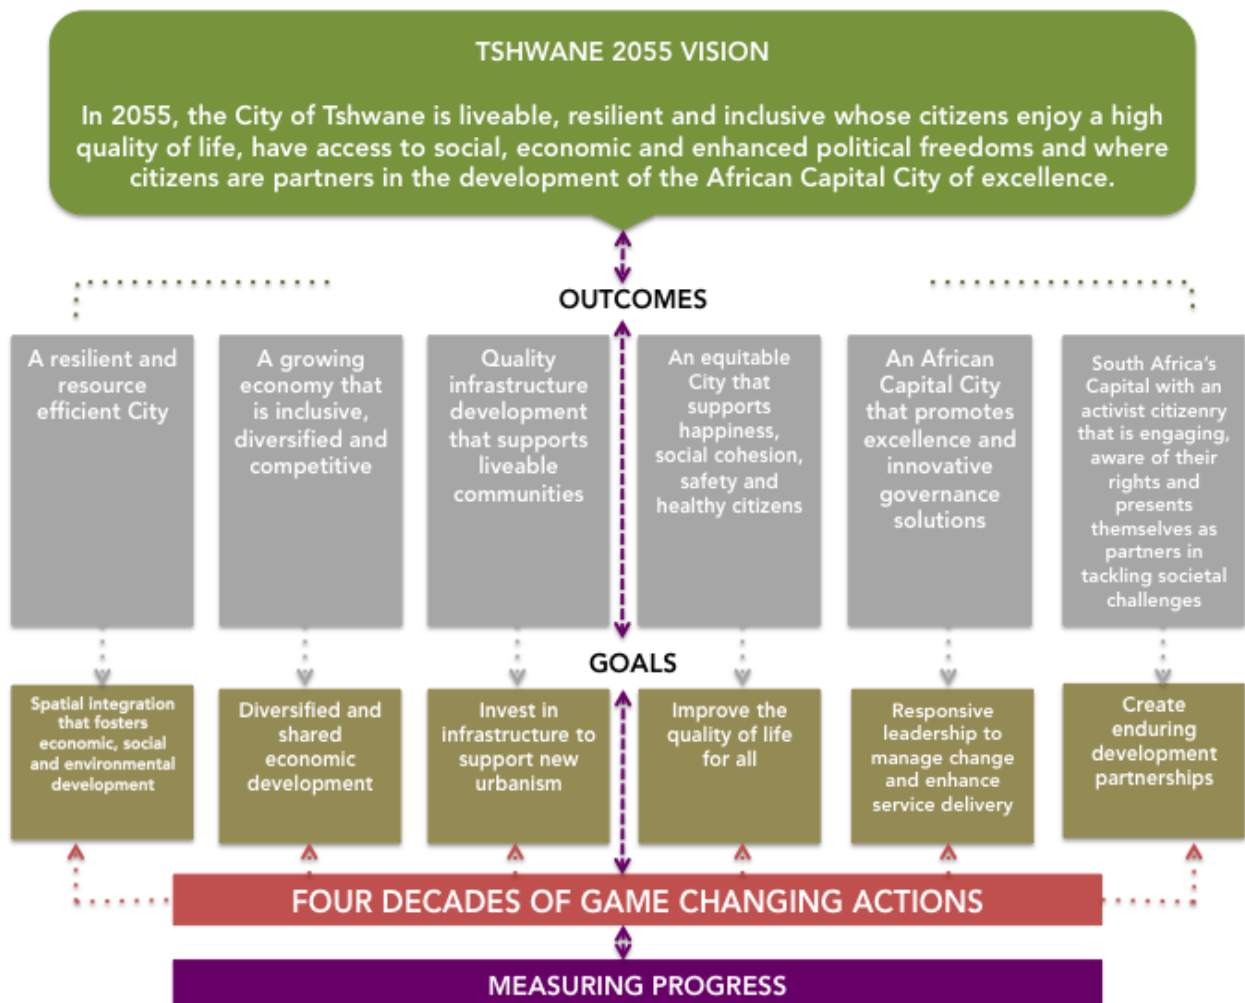 TSHWANE 2055 VISION
In 2055, the City of Tshwane is liveable, resilient and inclusive whose citizens enjoy a high
quality of life, have access to social, economic and enhanced political freedoms and where
citizens are partners in the development of the African Capital City of excellence.
OUTCOMES
A resilient and
resource
efficient City
A growing
economy that
is inclusive,
diversified and
competitive
Quality
infrastructure
development
that supports
liveable
communities
An equitable
City that
supports
happiness,
social cohesion,
safety and
healthy citizens
An African
Capital City
that promotes
excellence and
innovative
governance
solutions
South Africa's
Capital with an
activist citizenry
that is engaging,
aware of their
rights and
presents
themselves as
partners in
tackling societal
challenges
GOALS
Spatial integration
that fosters
economic, social
and environmental
development
Diversified and
shared
economic
development
Invest in
infrastructure to
support new
urbanism
Improve the
quality of life
for all
Responsive
leadership to
manage change
and enhance
service delivery
Create
enduring
development
partnerships
FOUR DECADES OF GAME CHANGING ACTIONS
MEASURING PROGRESS